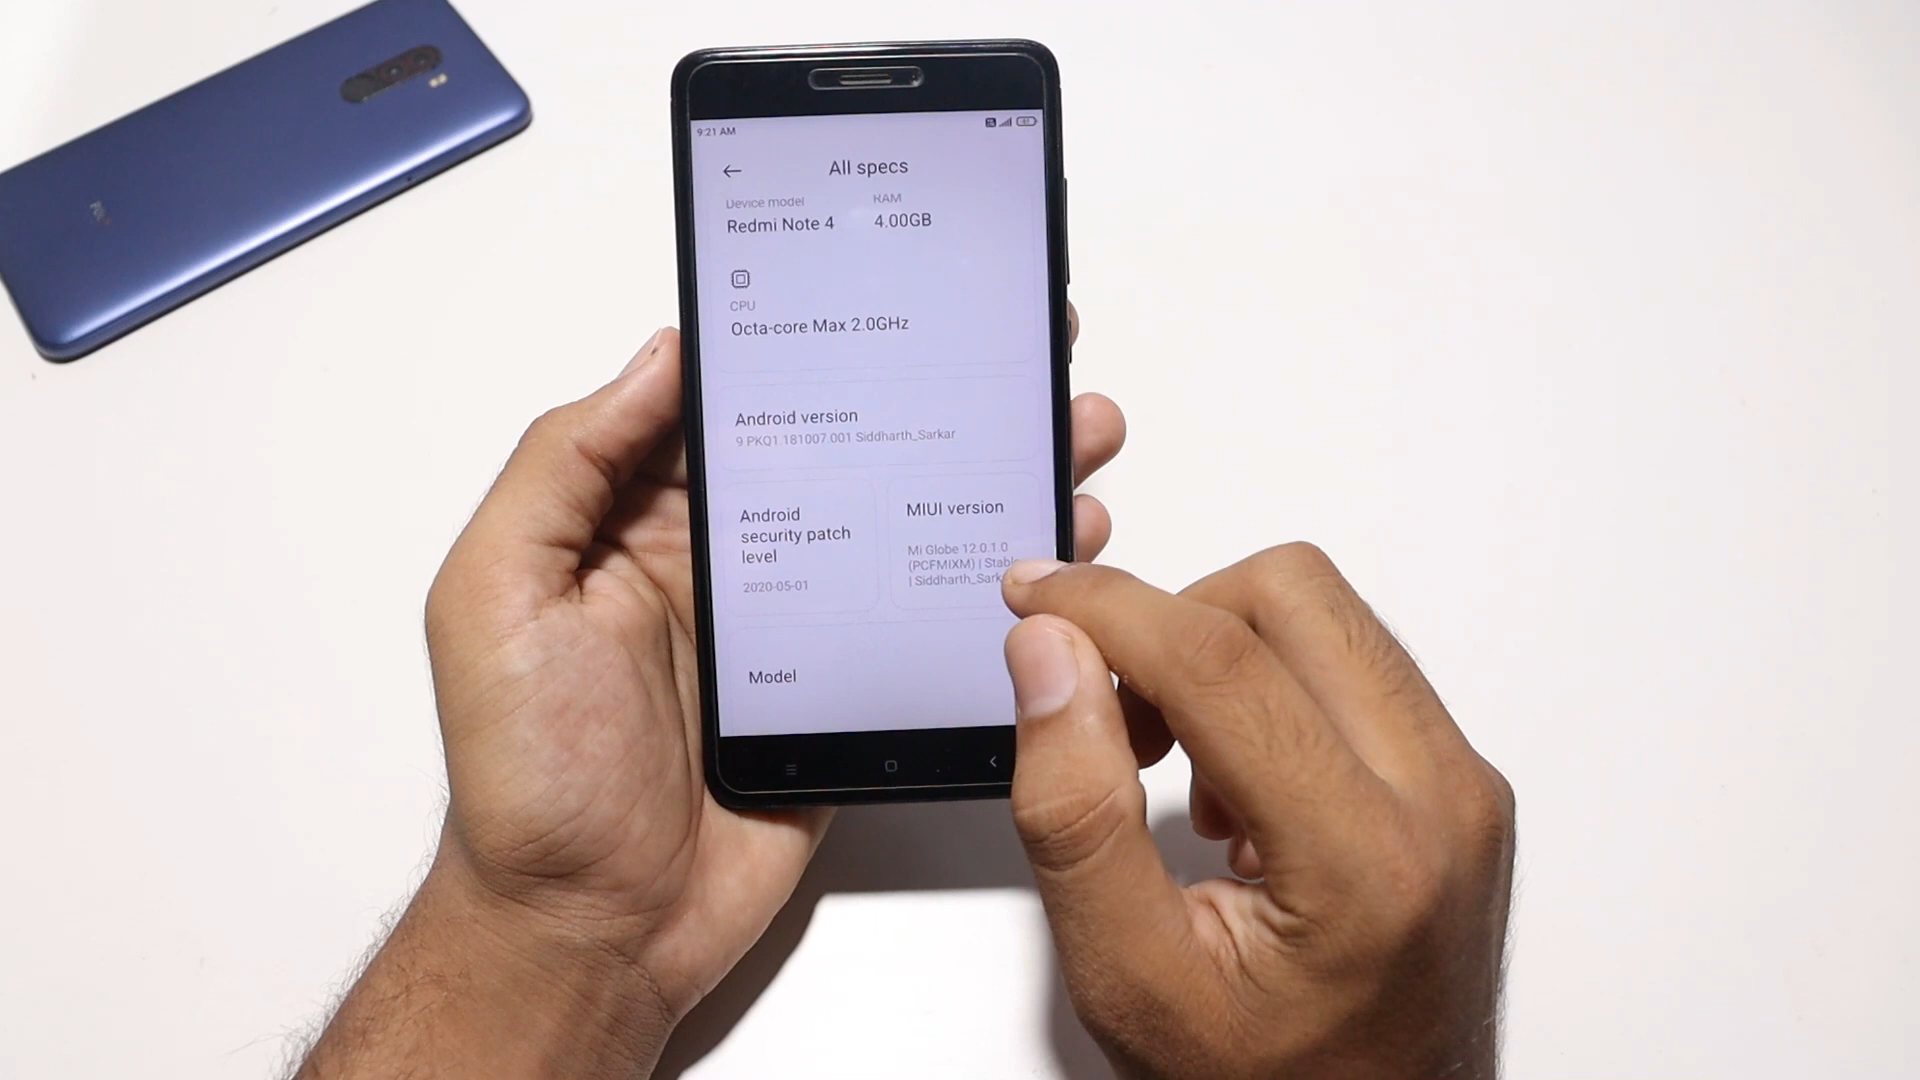 9:21 AM
All specs
Device model
RAM
Redmi Note 4
4.00GB
CPU
Octa-core Max 2.0GHz
Android version
9 PKQ1.181007.001 Siddharth_Sarkar
Android
security patch
level
2020-05-01
MIUI version
Mi Globe 12.0.1.0
(PCFMIXM) | Stable
| Siddharth_Sark
Model